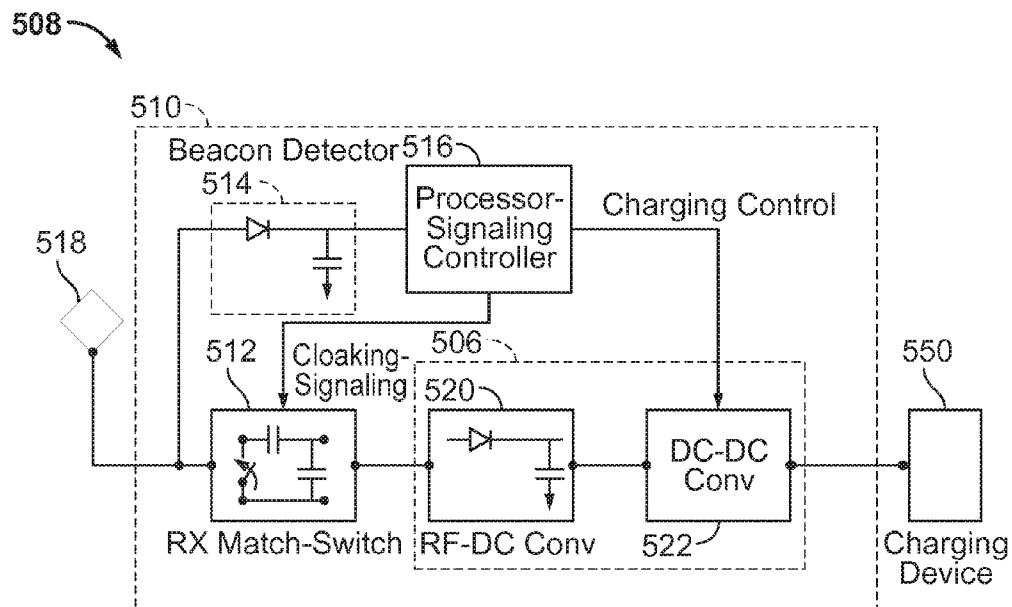 508
510
Beacon Detector
516
514
Processor-
Signaling
Controller
Charging Control
518
512
Cloaking-
Signaling
506
520
550
DC-DC
Conv
RX Match-Switch
RF-DC Conv
522
Charging
Device